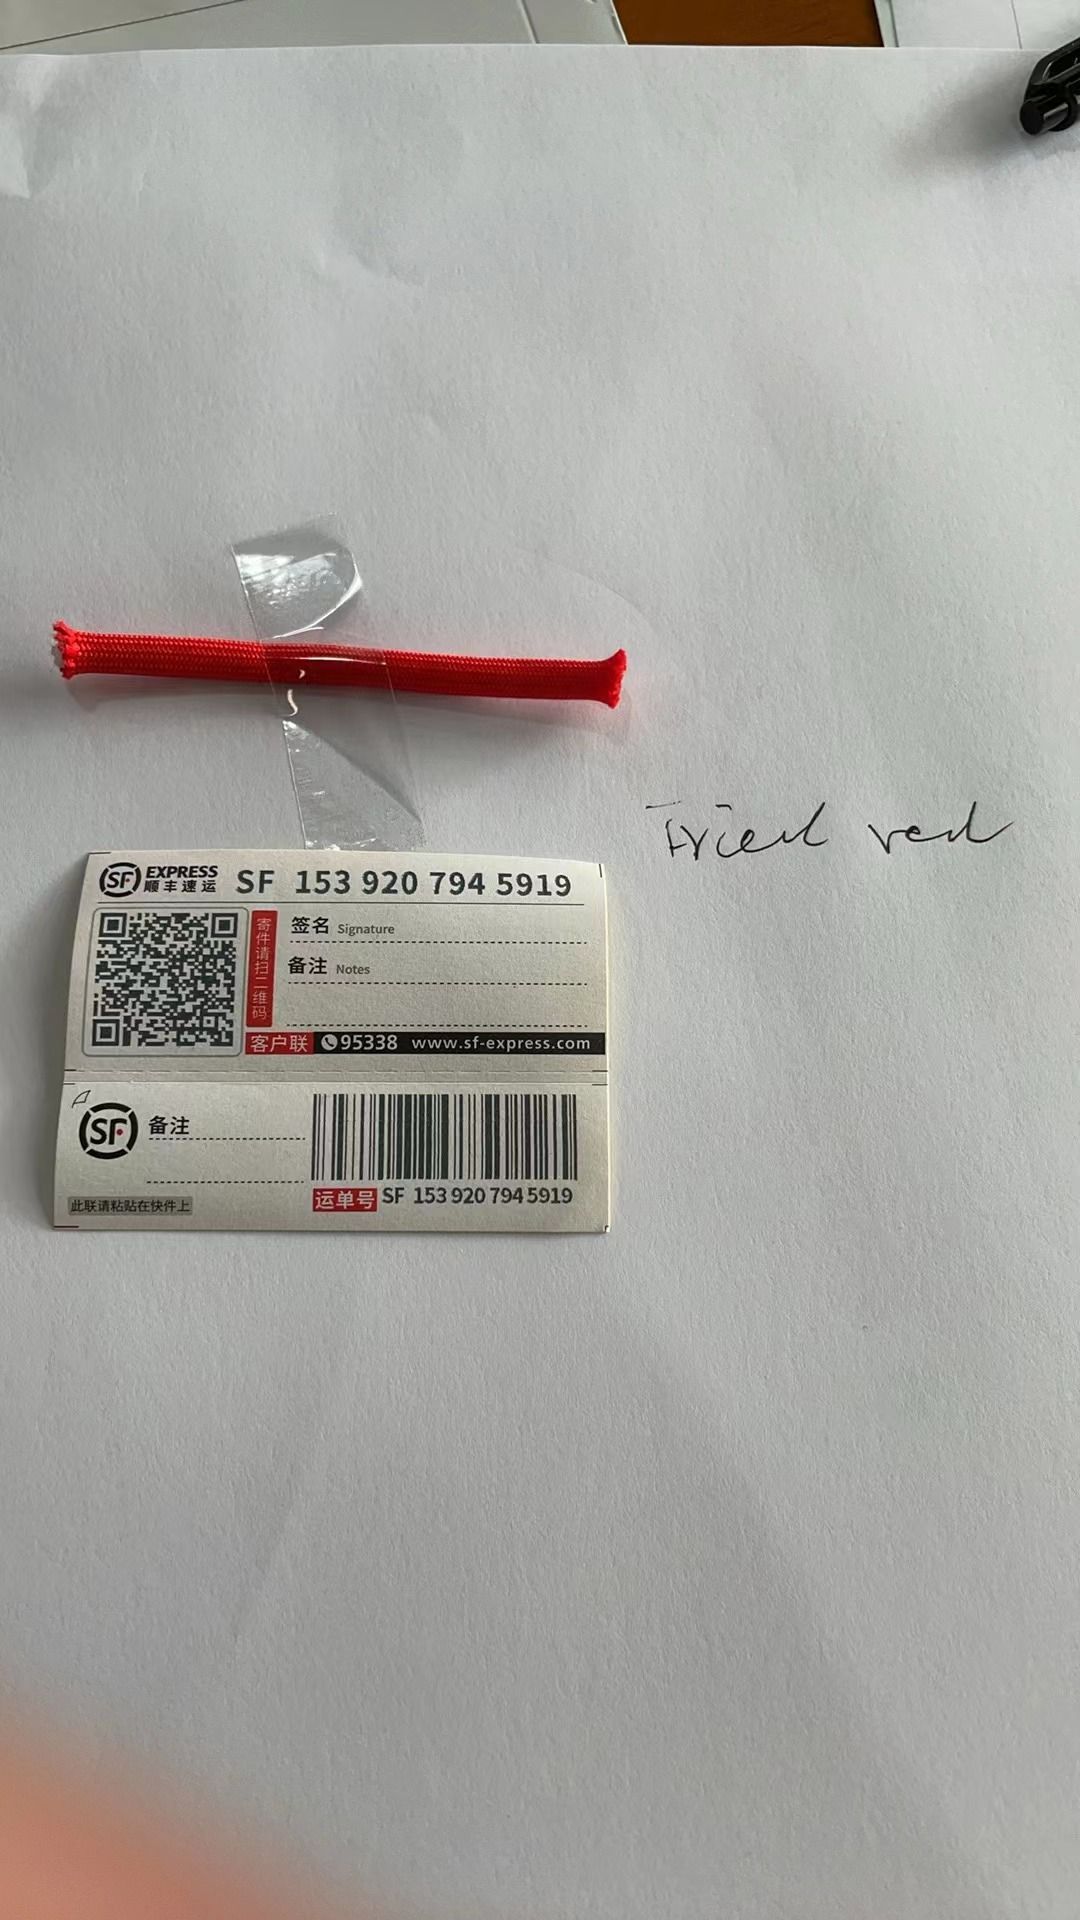 Fried red
SF EXPRESS
顺丰速运
SF 153 920 794 5919
寄件请扫二维码
签名 Signature
备注 Notes
客户联 95338 www.sf-express.com
SF 备注
此联请粘贴在快件上
运单号 SF 153 920 794 5919